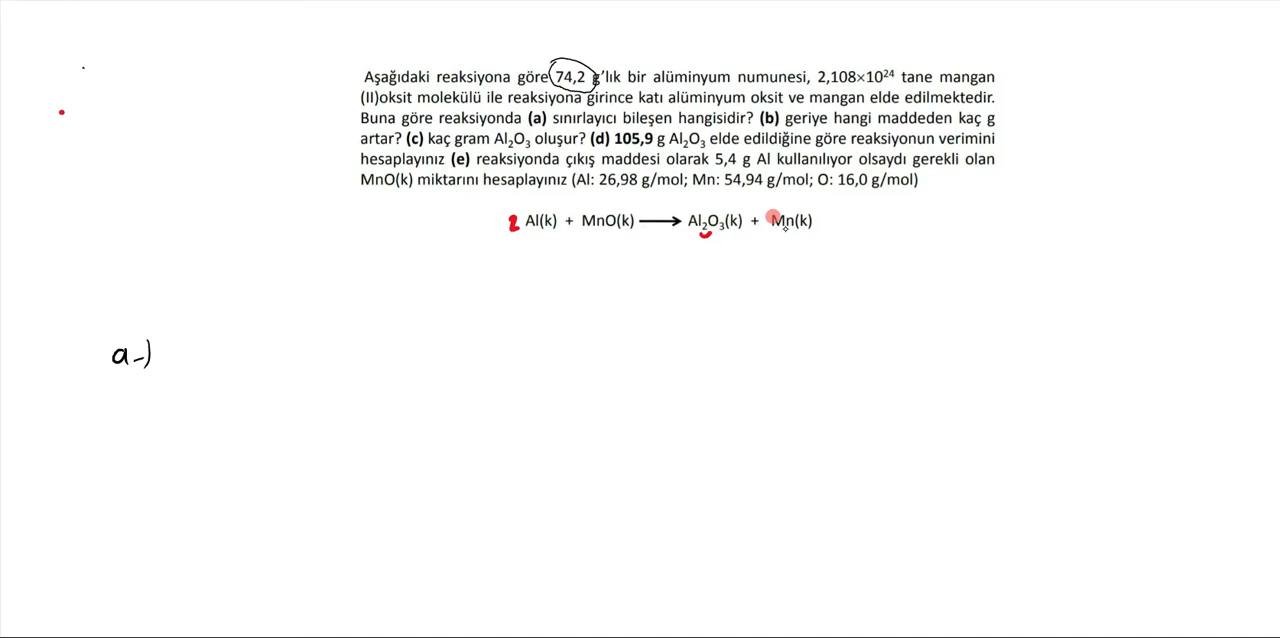 Aşağıdaki reaksiyona göre 74,2 g'lık bir alüminyum numunesi, 2,108×10²⁴ tane mangan
(II)oksit molekülü ile reaksiyona girince katı alüminyum oksit ve mangan elde edilmektedir.
Buna göre reaksiyonda (a) sınırlayıcı bileşen hangisidir? (b) geriye hangi maddeden kaç g
artar? (c) kaç gram Al₂O₃ oluşur? (d) 105,9 g Al₂O₃ elde edildiğine göre reaksiyonun verimini
hesaplayınız (e) reaksiyonda çıkış maddesi olarak 5,4 g Al kullanılıyor olsaydı gerekli olan
MnO(k) miktarını hesaplayınız (Al: 26,98 g/mol; Mn: 54,94 g/mol; O: 16,0 g/mol)
2 Al(k) + MnO(k) ⟶ Al₂O₃(k) + Mn(k)
a-)